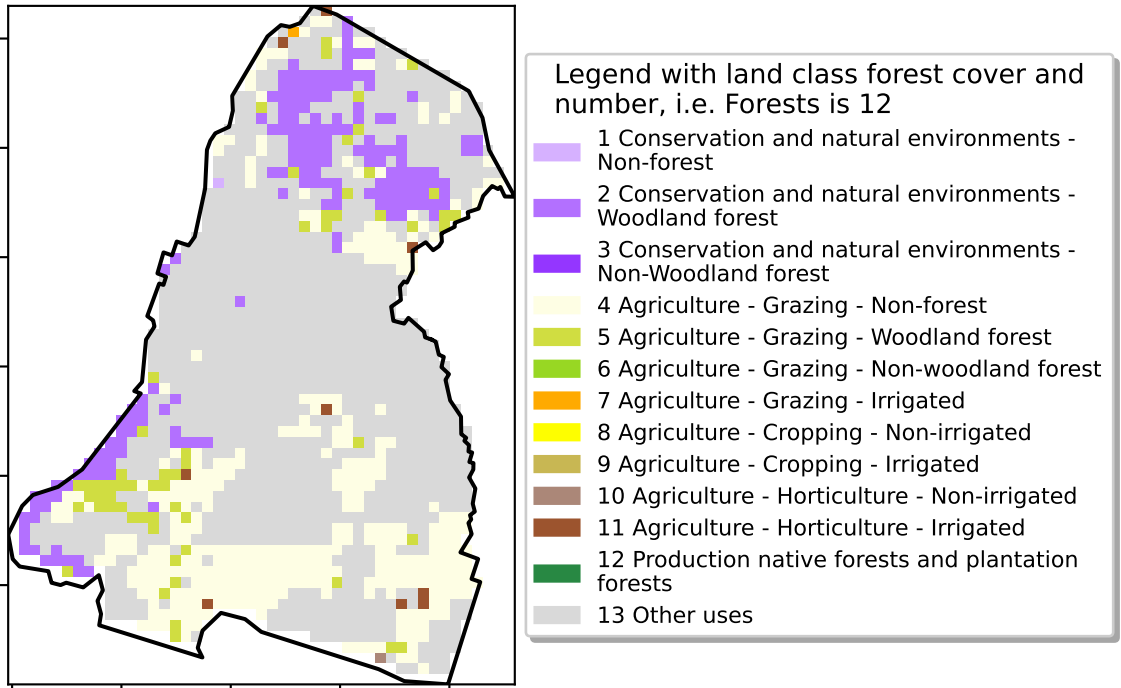 Legend with land class forest cover and
number, i.e. Forests is 12
1 Conservation and natural environments -
Non-forest
2 Conservation and natural environments -
Woodland forest
3 Conservation and natural environments -
Non-Woodland forest
4 Agriculture - Grazing - Non-forest
5 Agriculture - Grazing - Woodland forest
6 Agriculture - Grazing - Non-woodland forest
7 Agriculture - Grazing - Irrigated
8 Agriculture - Cropping - Non-irrigated
9 Agriculture - Cropping - Irrigated
10 Agriculture - Horticulture - Non-irrigated
11 Agriculture - Horticulture - Irrigated
12 Production native forests and plantation
forests
13 Other uses